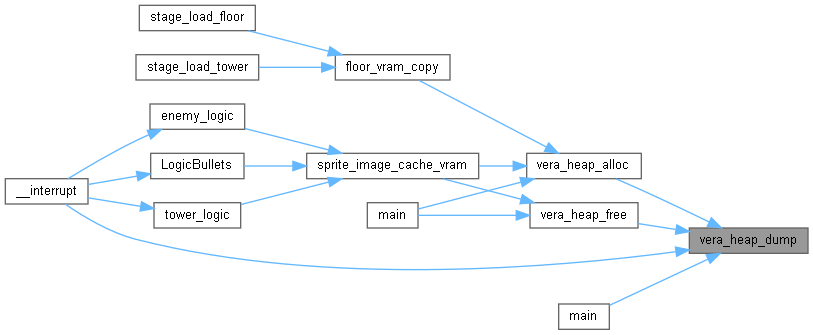 stage_load_floor
stage_load_tower
floor_vram_copy
enemy_logic
LogicBullets
sprite_image_cache_vram
vera_heap_alloc
__interrupt
tower_logic
main
vera_heap_free
vera_heap_dump
main